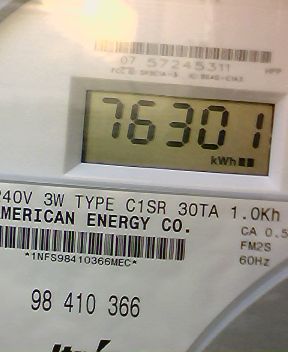 07 57245311
76301
kWh
240V 3W TYPE C1SR 30TA 1.0Kh
AMERICAN ENERGY CO.
CA 0.5
FM2S
60Hz
*1NFS98410366MEC*
98 410 366